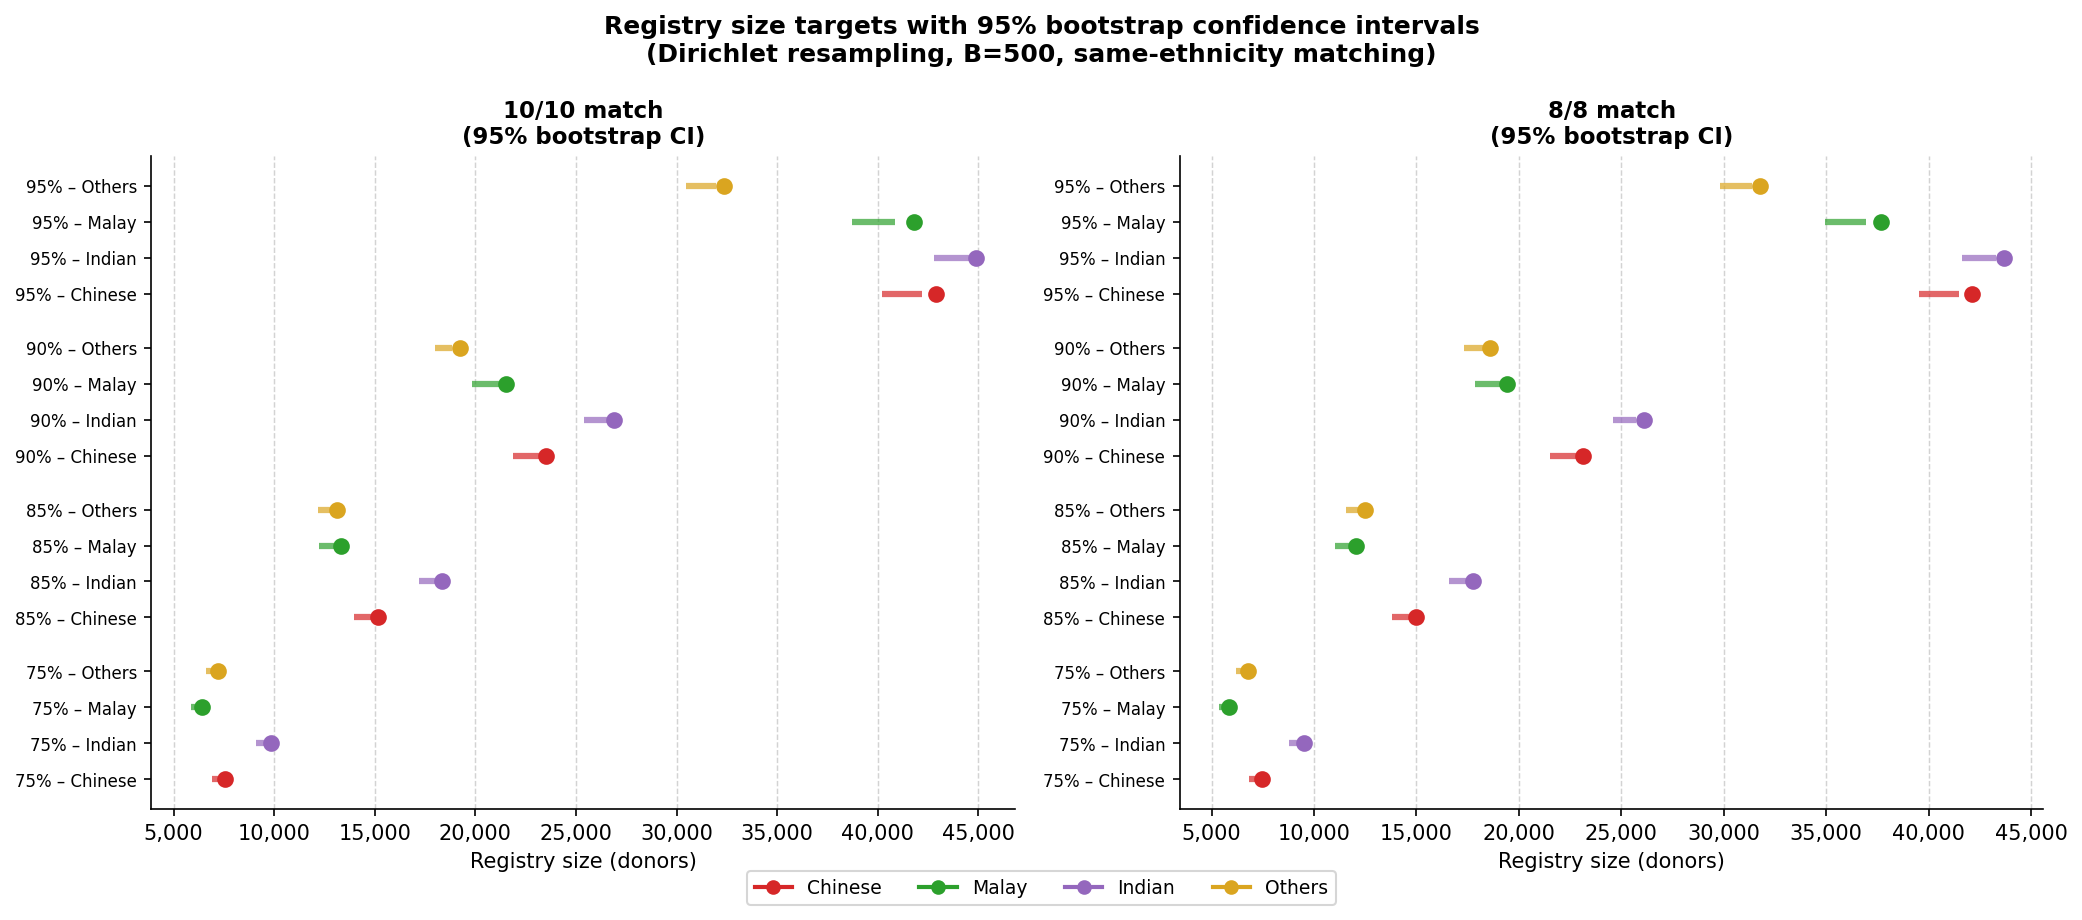 Registry size targets with 95% bootstrap confidence intervals
(Dirichlet resampling, B=500, same-ethnicity matching)
10/10 match
(95% bootstrap CI)
95% – Others
95% – Malay
95% – Indian
95% – Chinese
90% – Others
90% – Malay
90% – Indian
90% – Chinese
85% – Others
85% – Malay
85% – Indian
85% – Chinese
75% – Others
75% – Malay
75% – Indian
75% – Chinese
5,000 10,000 15,000 20,000 25,000 30,000 35,000 40,000 45,000
Registry size (donors)
8/8 match
(95% bootstrap CI)
95% – Others
95% – Malay
95% – Indian
95% – Chinese
90% – Others
90% – Malay
90% – Indian
90% – Chinese
85% – Others
85% – Malay
85% – Indian
85% – Chinese
75% – Others
75% – Malay
75% – Indian
75% – Chinese
5,000 10,000 15,000 20,000 25,000 30,000 35,000 40,000 45,000
Registry size (donors)
Chinese Malay Indian Others